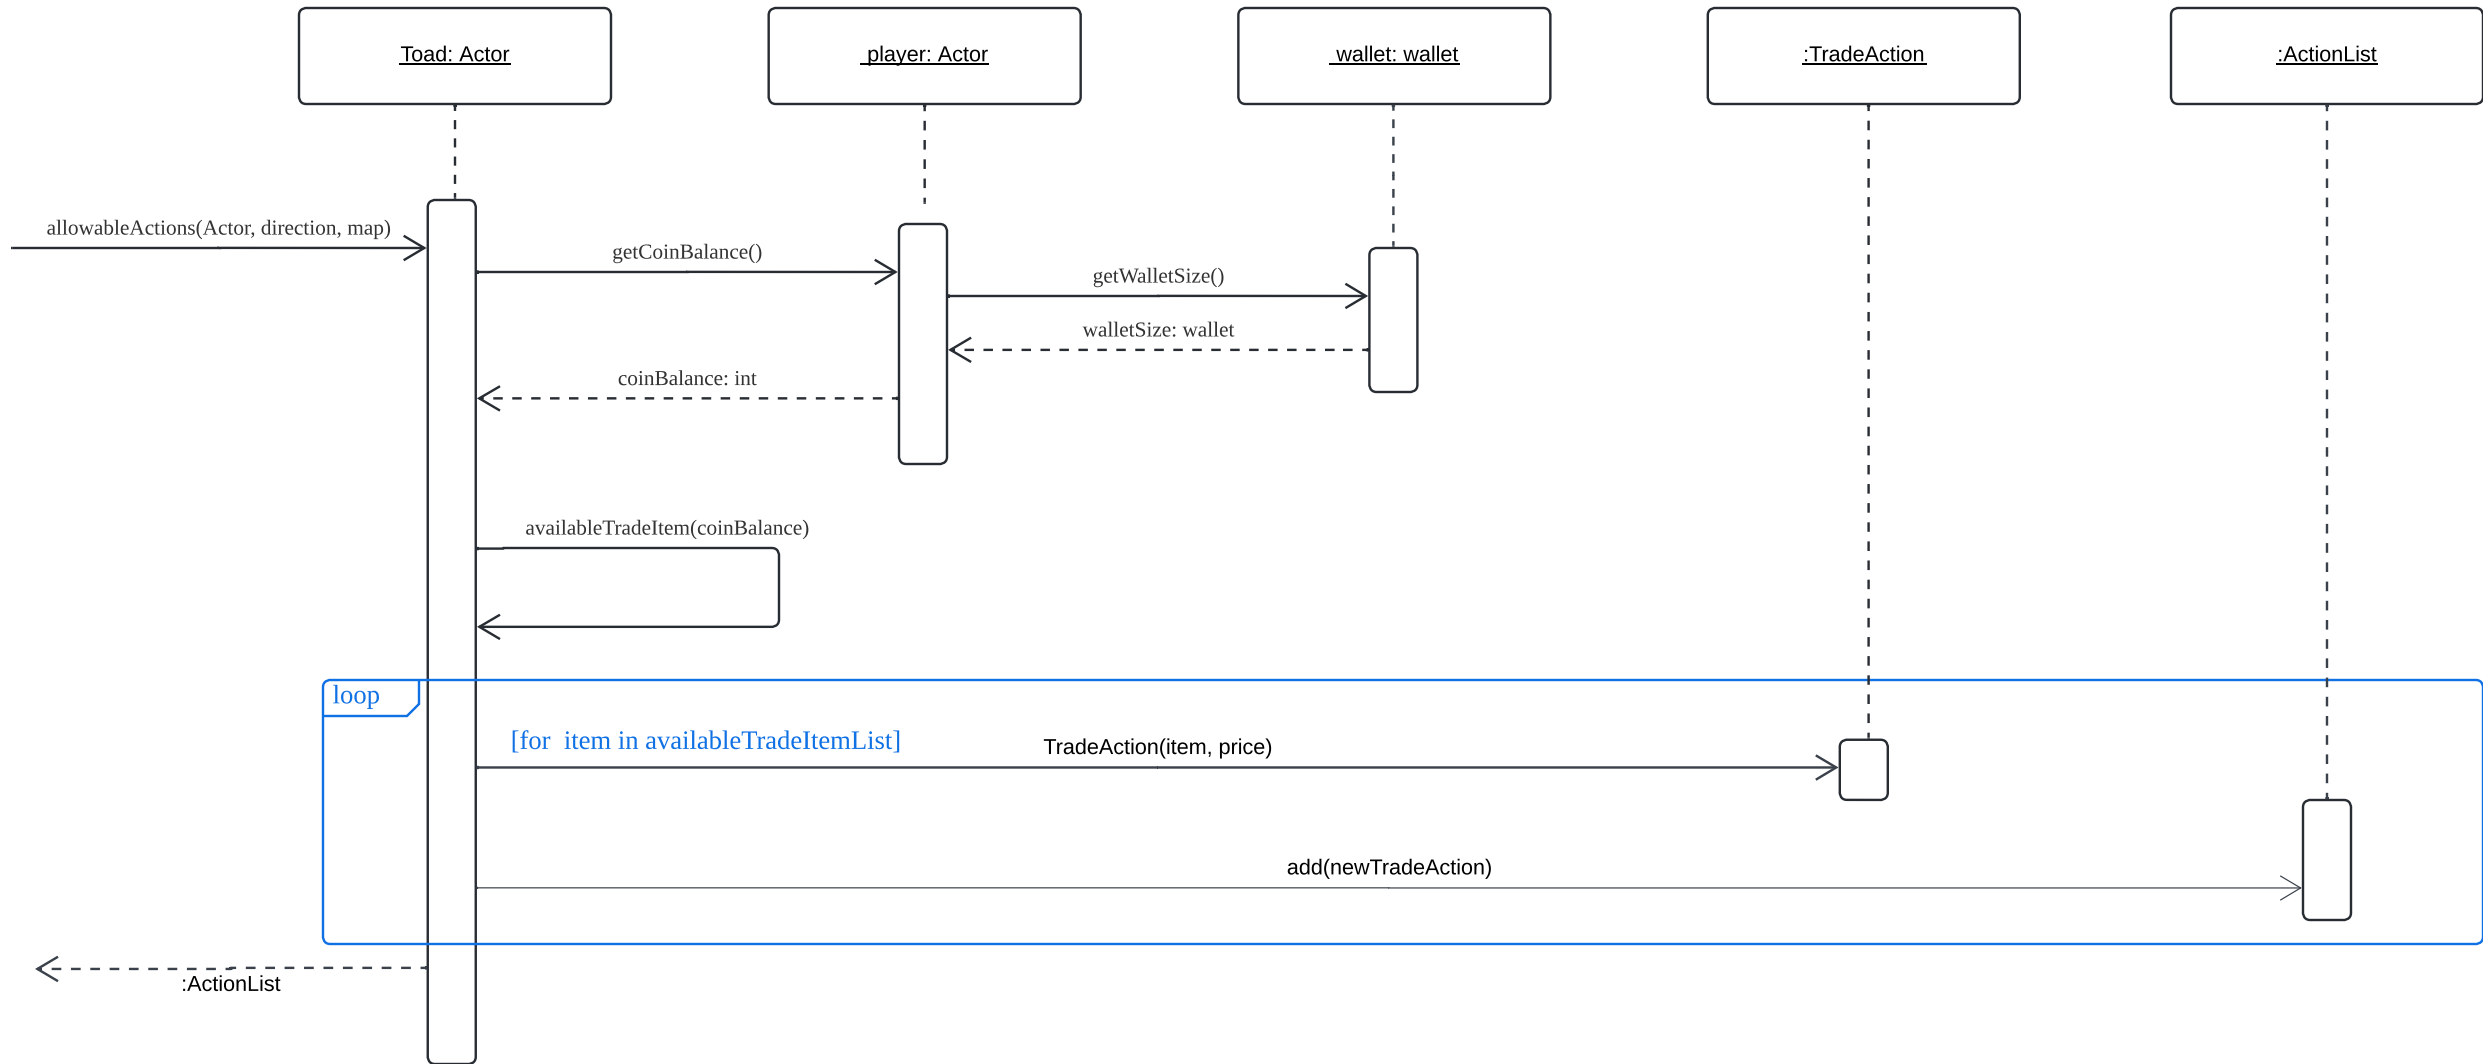 Toad: Actor
player: Actor
wallet: wallet
:TradeAction
:ActionList
allowableActions(Actor, direction, map)
getCoinBalance()
getWalletSize()
walletSize: wallet
coinBalance: int
availableTradeItem(coinBalance)
loop
[for  item in availableTradeItemList]
TradeAction(item, price)
add(newTradeAction)
:ActionList